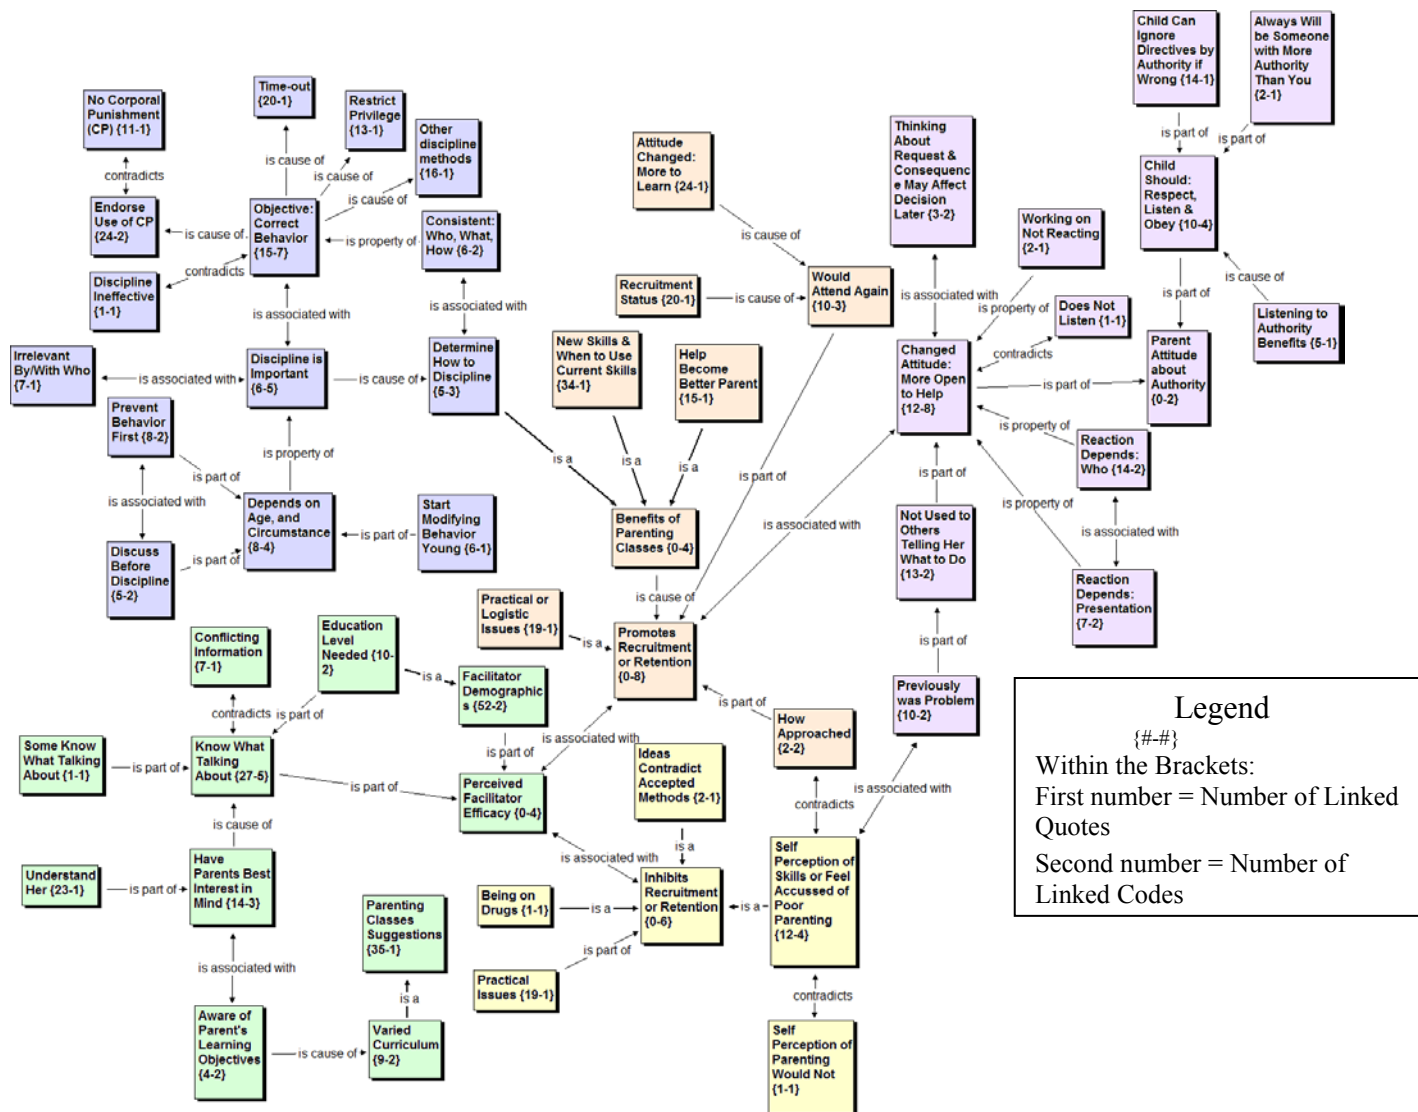 Child Can
Ignore
Directives by
Authority if
Wrong {14-1}
Always Will
be Someone
with More
Authority
Than You
{2-1}
Time-out
{20-1}
No Corporal
Punishment
(CP) {11-1}
Restrict
Privilege
{13-1}
Other
discipline
methods
{16-1}
Thinking
About
Request &
Consequenc
e May Affect
Decision
Later {3-2}
Attitude
Changed:
More to
Learn {24-1}
is cause of
is cause of
is cause of
contradicts
is part of
is part of
Child
Should:
Respect,
Listen &
Obey {10-4}
Endorse
Use of CP
{24-2}
is cause of
Objective:
Correct
Behavior
{15-7}
is property of
Consistent:
Who, What,
How {6-2}
Working on
Not Reacting
{2-1}
is cause of
contradicts
Discipline
Ineffective
{1-1}
Recruitment
Status {20-1}
is cause of
Would
Attend Again
{10-3}
is associated with
is property of
Does Not
Listen {1-1}
is part of
is cause of
Listening to
Authority
Benefits {5-1}
is associated with
is associated with
contradicts
Irrelevant
By/With Who
{7-1}
is associated with
Discipline is
Important
{6-5}
is cause of
Determine
How to
Discipline
{5-3}
New Skills &
When to Use
Current Skills
{34-1}
Help
Become
Better Parent
{15-1}
Changed
Attitude:
More Open
to Help
{12-8}
is part of
Parent
Attitude
about
Authority
{0-2}
Prevent
Behavior
First {8-2}
is property of
is property of
Reaction
Depends:
Who {14-2}
is part of
is a
is a
is a
is part of
is part of
is associated with
Depends on
Age, and
Circumstance
{8-4}
is part of
Start
Modifying
Behavior
Young {6-1}
Benefits of
Parenting
Classes {0-4}
is associated with
Not Used to
Others
Telling Her
What to Do
{13-2}
is property of
is associated with
Discuss
Before
Discipline
{5-2}
is part of
Reaction
Depends:
Presentation
{7-2}
is cause of
Practical or
Logistic
Issues {19-1}
is a
Promotes
Recruitment
or Retention
{0-8}
is part of
Conflicting
Information
{7-1}
Education
Level
Needed {10-
2}
is a
Facilitator
Demographic
s {52-2}
Previously
was Problem
{10-2}
contradicts
is part of
is part of
How
Approached
{2-2}
Some Know
What Talking
About {1-1}
is part of
Know What
Talking
About {27-5}
is part of
is part of
is associated with
Perceived
Facilitator
Efficacy {0-4}
Ideas
Contradict
Accepted
Methods {2-1}
contradicts
is associated with
is cause of
is associated with
is a
Understand
Her {23-1}
is part of
Have
Parents Best
Interest in
Mind {14-3}
Self
Perception of
Skills or Feel
Accussed of
Poor
Parenting
{12-4}
Being on
Drugs {1-1}
is a
Inhibits
Recruitment
or Retention
{0-6}
is a
Parenting
Classes
Suggestions
{35-1}
is part of
Practical
Issues {19-1}
is associated with
is a
contradicts
Aware of
Parent's
Learning
Objectives
{4-2}
is cause of
Varied
Curriculum
{9-2}
Self
Perception of
Parenting
Would Not
{1-1}
Legend
{#-#}
Within the Brackets:
First number = Number of Linked
Quotes
Second number = Number of
Linked Codes